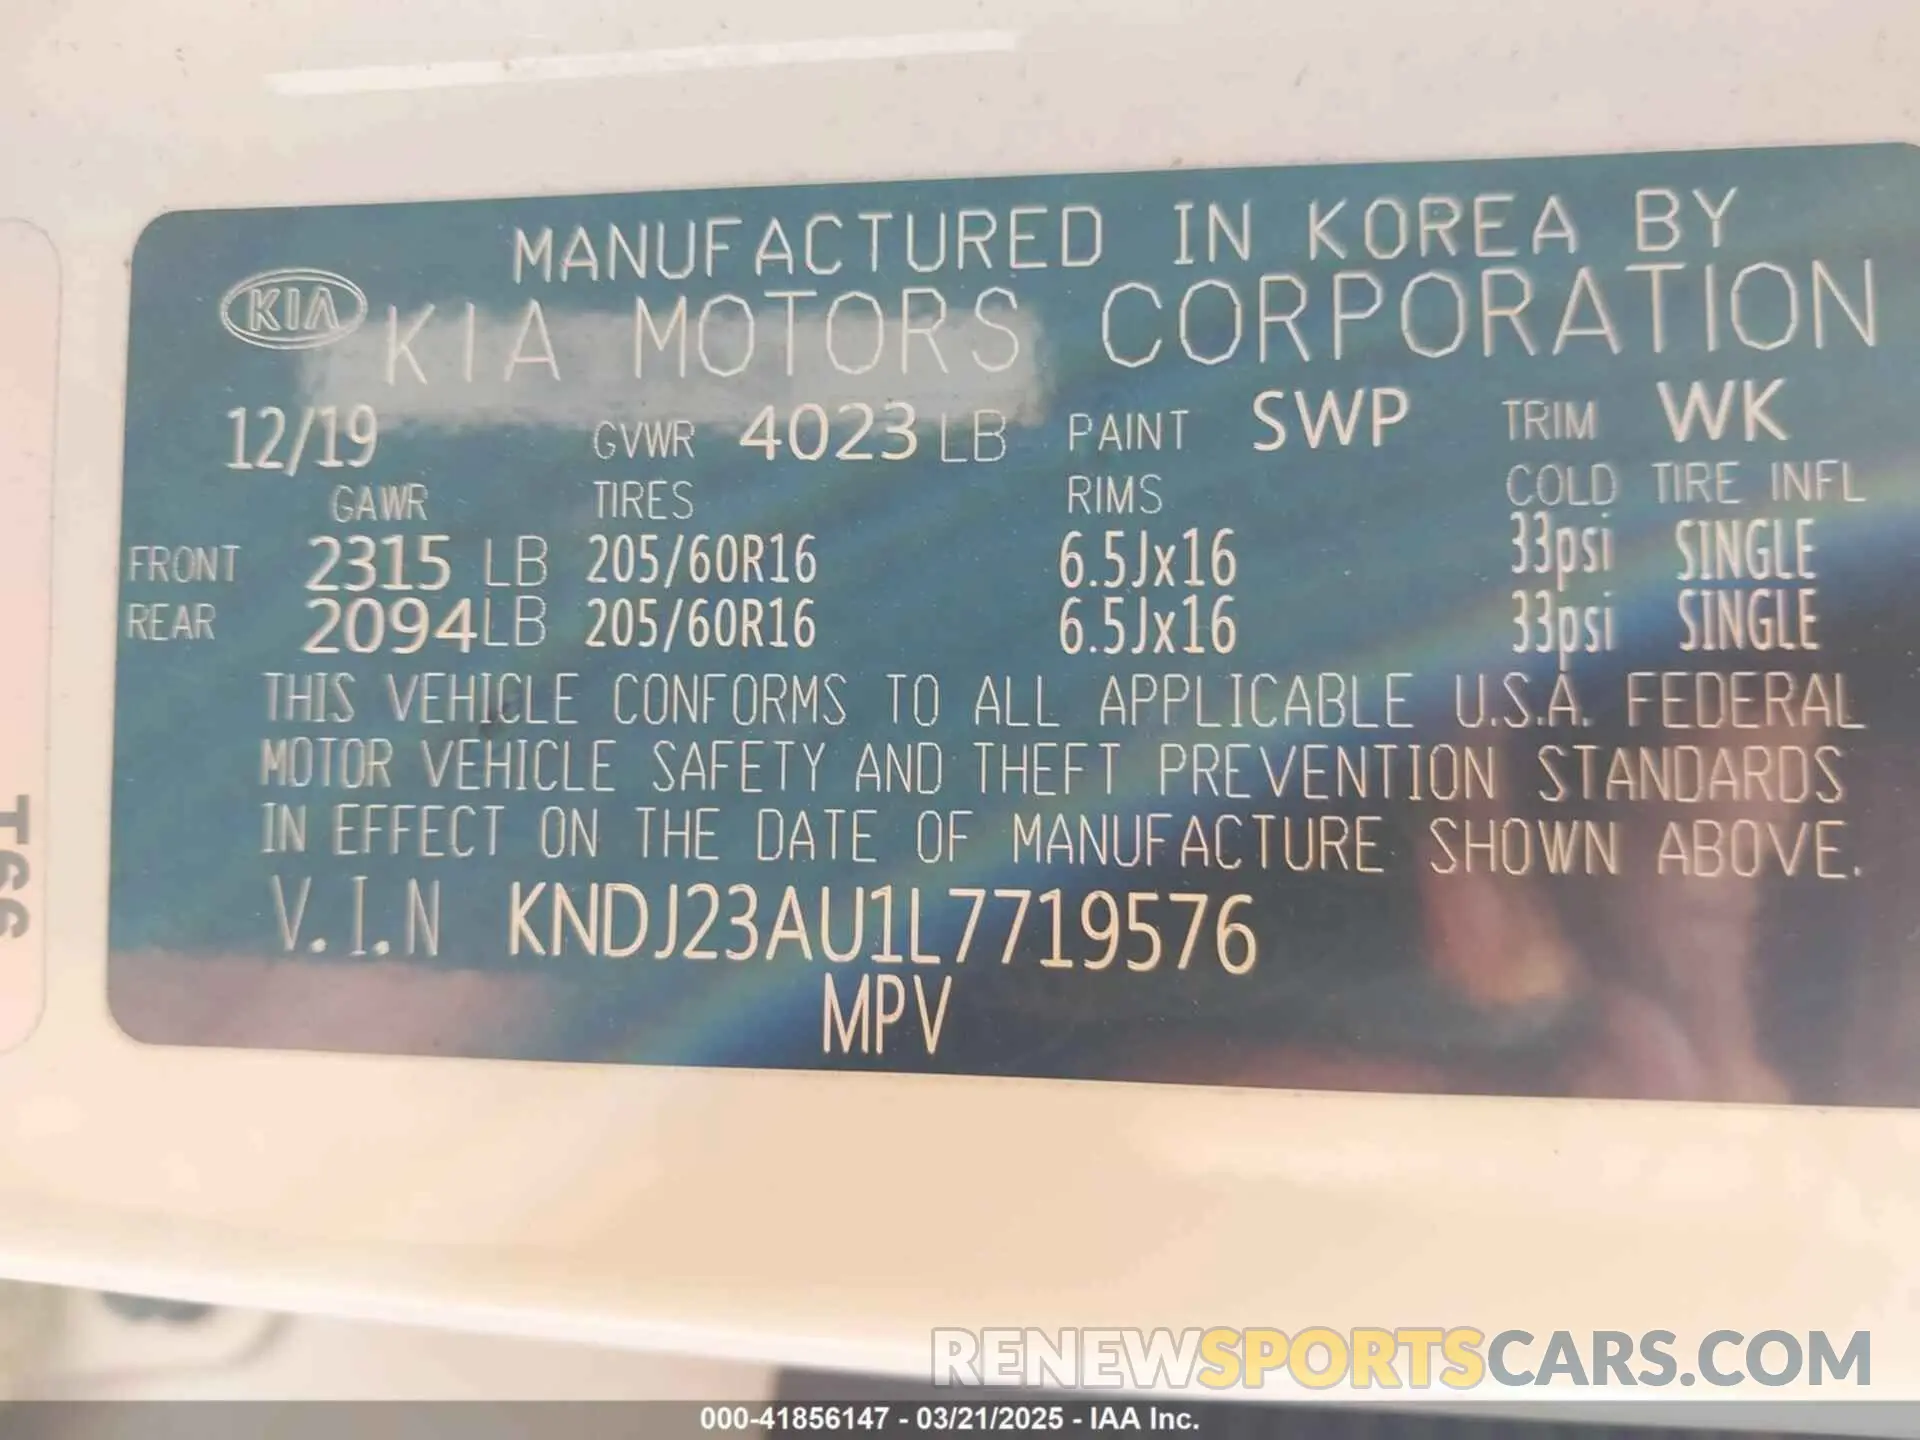 MANUFACTURED IN KOREA BY
KIA KIA MOTORS CORPORATION
12/19 GVWR 4023 LB PAINT SWP TRIM WK
GAWR TIRES RIMS COLD TIRE INFL
FRONT 2315 LB 205/60R16 6.5Jx16 33psi SINGLE
REAR 2094 LB 205/60R16 6.5Jx16 33psi SINGLE
THIS VEHICLE CONFORMS TO ALL APPLICABLE U.S.A. FEDERAL
MOTOR VEHICLE SAFETY AND THEFT PREVENTION STANDARDS
IN EFFECT ON THE DATE OF MANUFACTURE SHOWN ABOVE.
V.I.N KNDJ23AU1L7719576
MPV
RENEWSPORTSCARS.COM
000-41856147 - 03/21/2025 - IAA Inc.